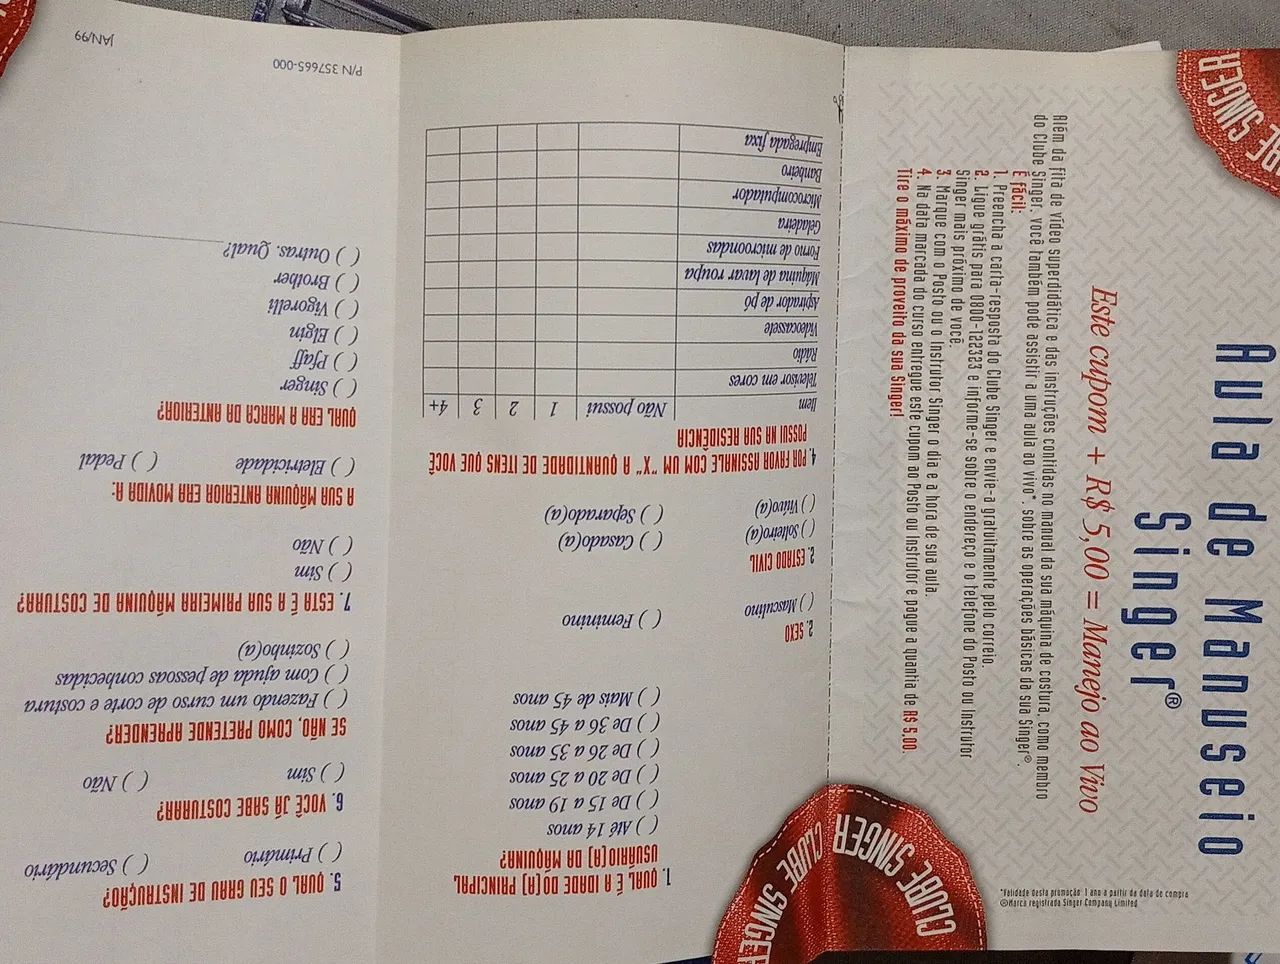 Aula de Manuseio
Singer®
Este cupom + R$ 5,00 = Manejo ao Vivo
Além da fita de vídeo superdidática e das instruções contidas no manual da sua máquina de costura, como membro
do Clube Singer, você também pode assistir a uma aula ao vivo*, sobre as operações básicas da sua Singer®.
É fácil:
1. Preencha a carta-resposta do Clube Singer e envie-a gratuitamente pelo correio.
2. Ligue grátis para 0800-122323 e informe-se sobre o endereço e o telefone do Posto ou Instrutor
Singer mais próximo de você.
3. Marque com o Posto ou o Instrutor Singer o dia e a hora de sua aula.
4. Na data marcada do curso entregue este cupom ao Posto ou Instrutor e pague a quantia de R$ 5,00.
Tire o máximo de proveito da sua Singer!
*Validade desta promoção: 1 ano a partir da data de compra
®Marca registrada Singer Company Limited
CLUBE SINGER
CLUBE SINGER
UBE SINGER
1. QUAL É A IDADE DO(A) PRINCIPAL
USUÁRIO(A) DA MÁQUINA?
( ) Até 14 anos
( ) De 15 a 19 anos
( ) De 20 a 25 anos
( ) De 26 a 35 anos
( ) De 36 a 45 anos
( ) Mais de 45 anos
2. SEXO
( ) Masculino ( ) Feminino
2. ESTADO CIVIL
( ) Solteiro(a) ( ) Casado(a)
( ) Viúvo(a) ( ) Separado(a)
4. POR FAVOR ASSINALE COM UM "X" A QUANTIDADE DE ITENS QUE VOCÊ
POSSUI NA SUA RESIDÊNCIA
Item Não possui 1 2 3 4+
Televisor em cores
Rádio
Videocassete
Aspirador de pó
Máquina de lavar roupa
Forno de microondas
Geladeira
Microcomputador
Banheiro
Empregada fixa
5. QUAL O SEU GRAU DE INSTRUÇÃO?
( ) Primário ( ) Secundário
6. VOCÊ JÁ SABE COSTURAR?
( ) Sim ( ) Não
SE NÃO, COMO PRETENDE APRENDER?
( ) Fazendo um curso de corte e costura
( ) Com ajuda de pessoas conhecidas
( ) Sozinho(a)
7. ESTA É A SUA PRIMEIRA MÁQUINA DE COSTURA?
( ) Sim
( ) Não
A SUA MÁQUINA ANTERIOR ERA MOVIDA A:
( ) Eletricidade ( ) Pedal
QUAL ERA A MARCA DA ANTERIOR?
( ) Singer
( ) Pfaff
( ) Elgin
( ) Vigorelli
( ) Brother
( ) Outras. Qual?
P/N 357665-000
JAN/99